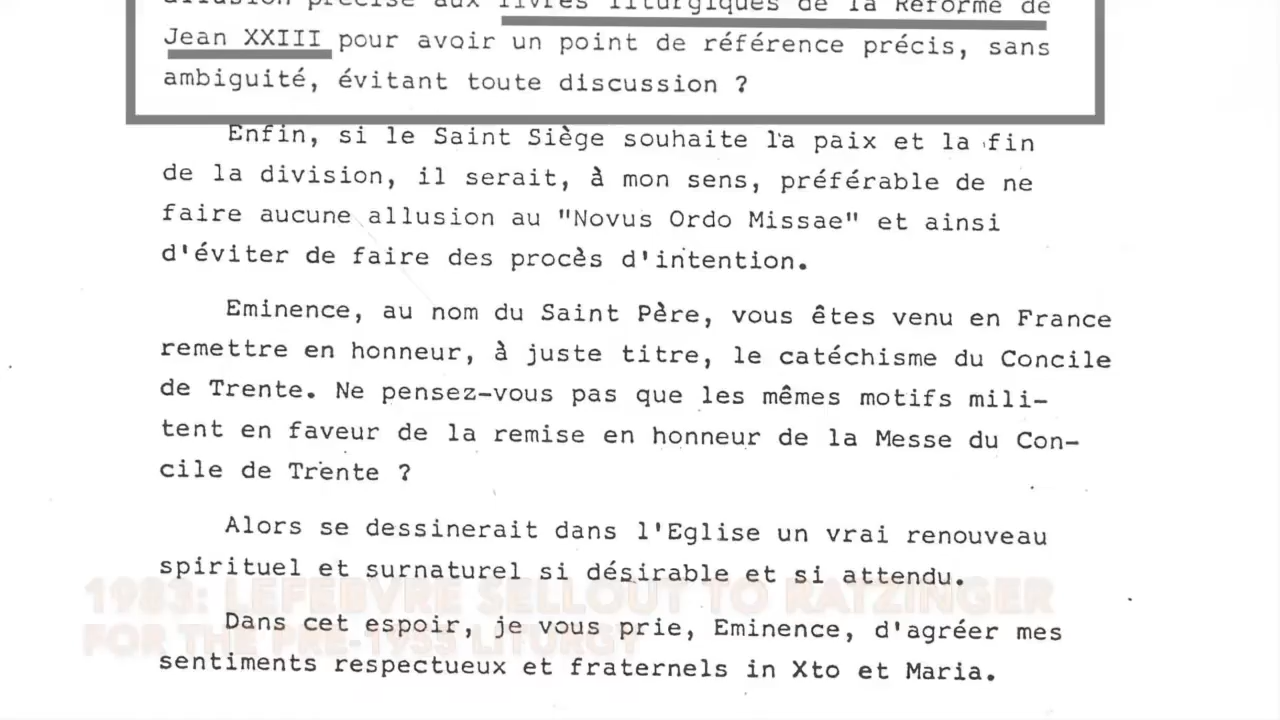 allusion précise aux livres liturgiques de la Réforme de
Jean XXIII pour avoir un point de référence précis, sans
ambiguité, évitant toute discussion ?
Enfin, si le Saint Siège souhaite la paix et la fin
de la division, il serait, à mon sens, préférable de ne
faire aucune allusion au "Novus Ordo Missae" et ainsi
d'éviter de faire des procès d'intention.
Eminence, au nom du Saint Père, vous êtes venu en France
remettre en honneur, à juste titre, le catéchisme du Concile
de Trente. Ne pensez-vous pas que les mêmes motifs mili-
tent en faveur de la remise en honneur de la Messe du Con-
cile de Trente ?
Alors se dessinerait dans l'Eglise un vrai renouveau
spirituel et surnaturel si désirable et si attendu.
1983: LEFEBVRE SELLOUT TO RATZINGER
Dans cet espoir, je vous prie, Eminence, d'agréer mes
FOR THE PRE-1955 LITURGY
sentiments respectueux et fraternels in Xto et Maria.